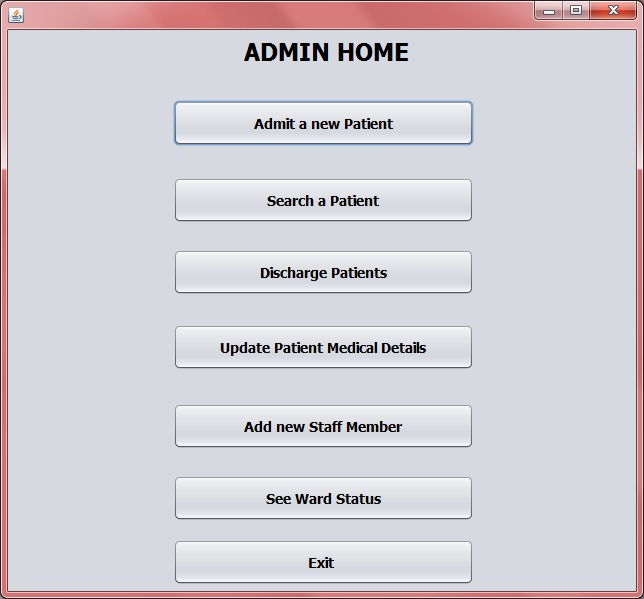 ADMIN HOME
Admit a new Patient
Search a Patient
Discharge Patients
Update Patient Medical Details
Add new Staff Member
See Ward Status
Exit